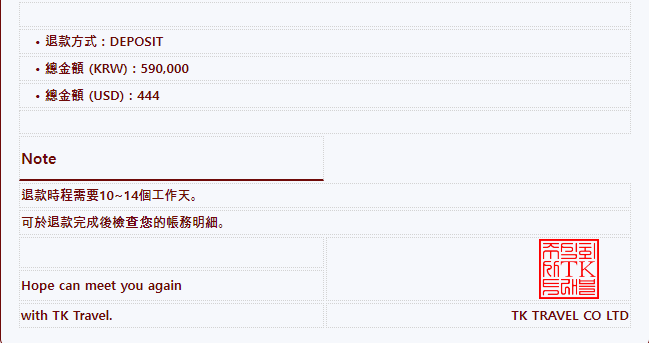 • 退款方式：DEPOSIT
• 總金額 (KRW)：590,000
• 總金額 (USD)：444
Note
退款時程需要10~14個工作天。
可於退款完成後檢查您的帳務明細。
Hope can meet you again
with TK Travel.
TK
TK TRAVEL CO LTD